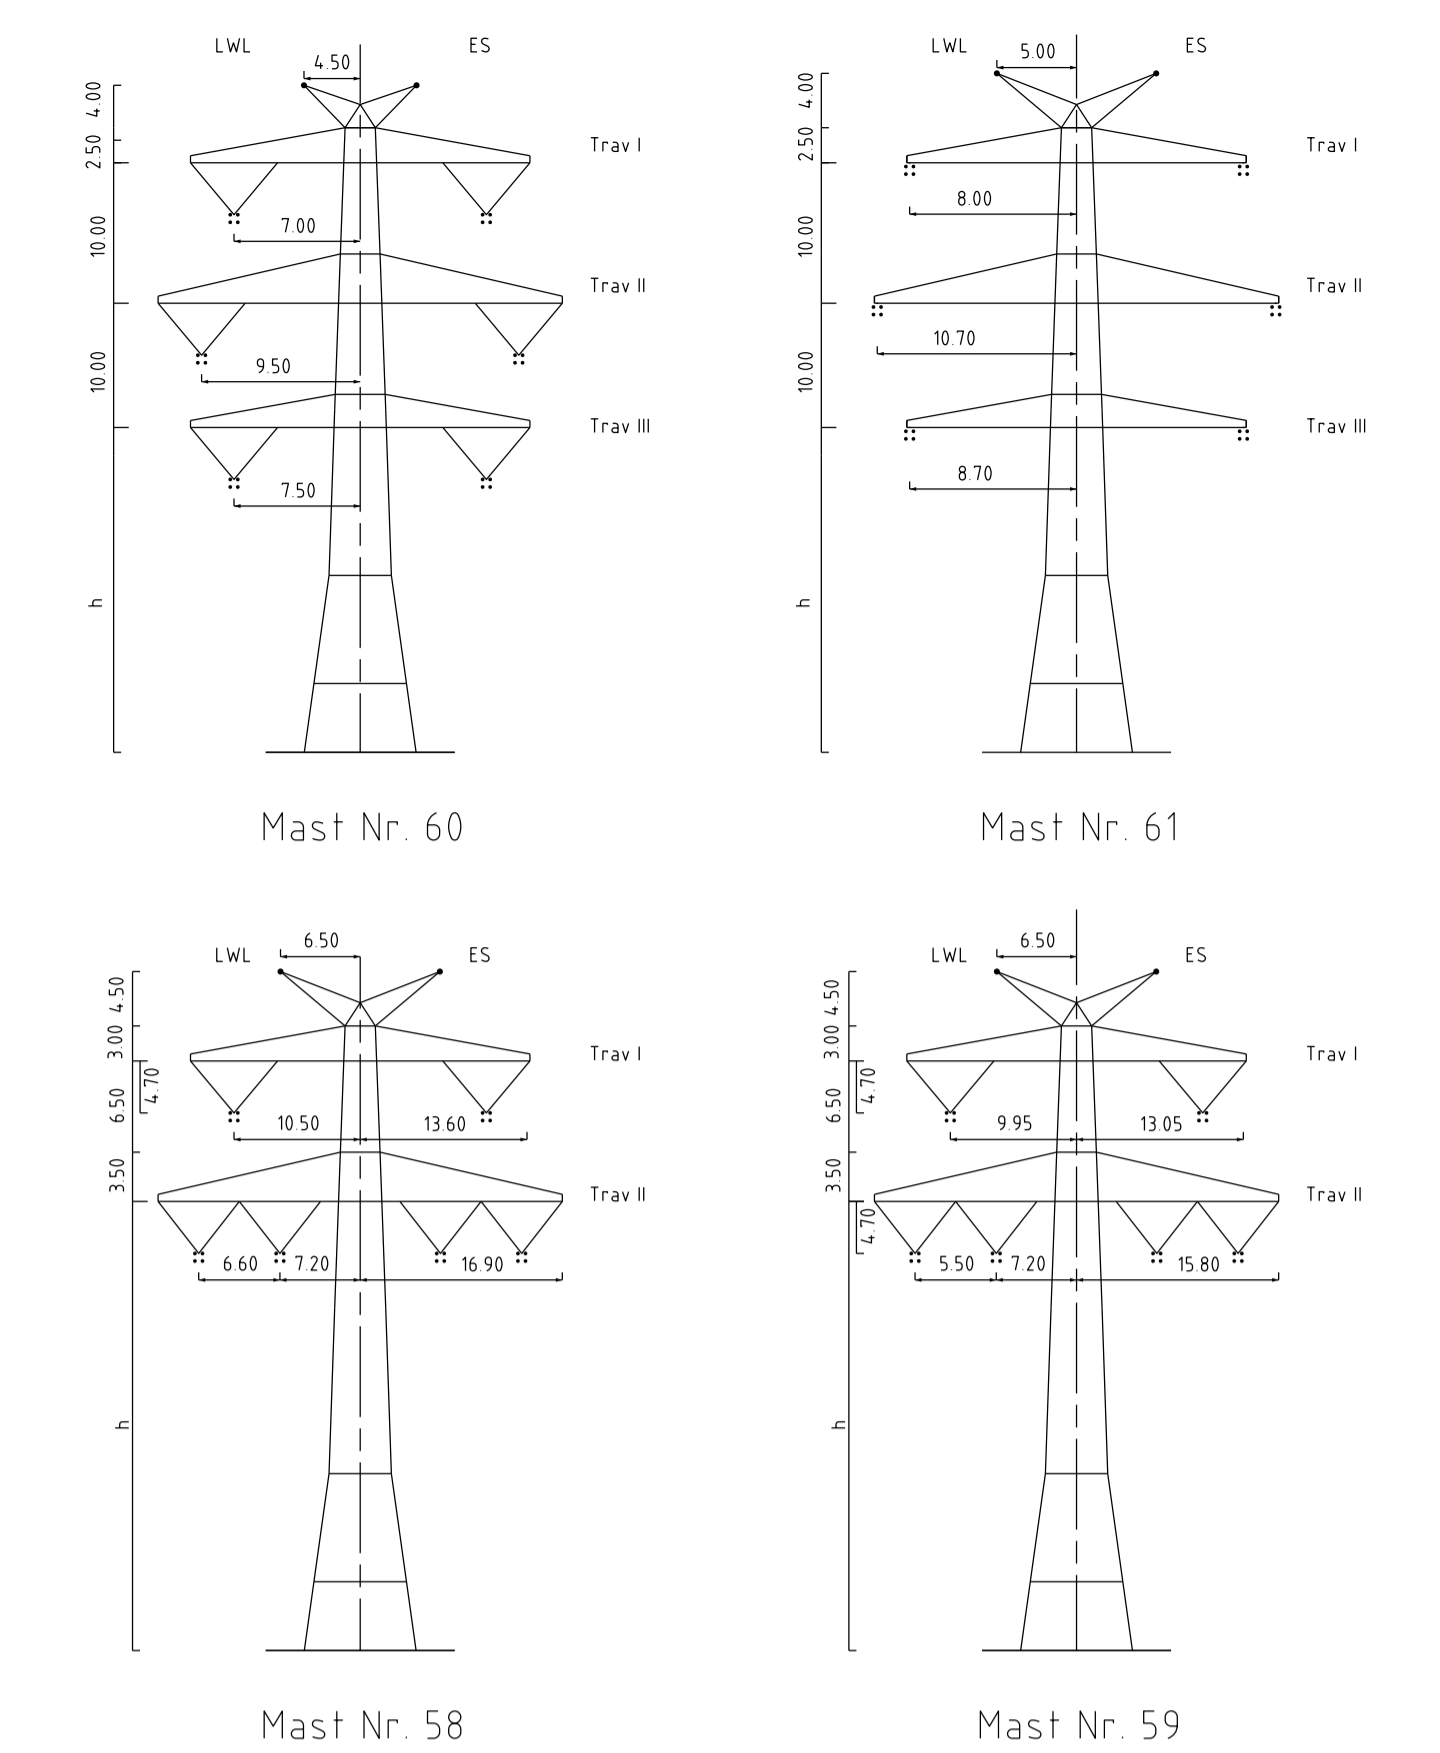 LWL
ES
4.50
4.00
2.50
10.00
10.00
h
Trav I
7.00
Trav II
9.50
Trav III
7.50
Mast Nr. 60
LWL
ES
5.00
4.00
2.50
10.00
10.00
h
Trav I
8.00
Trav II
10.70
Trav III
8.70
Mast Nr. 61
LWL
ES
6.50
4.50
3.00
4.70
6.50
3.50
h
Trav I
10.50
13.60
Trav II
6.60
7.20
16.90
Mast Nr. 58
LWL
ES
6.50
4.50
3.00
4.70
6.50
3.50
4.70
h
Trav I
9.95
13.05
Trav II
5.50
7.20
15.80
Mast Nr. 59